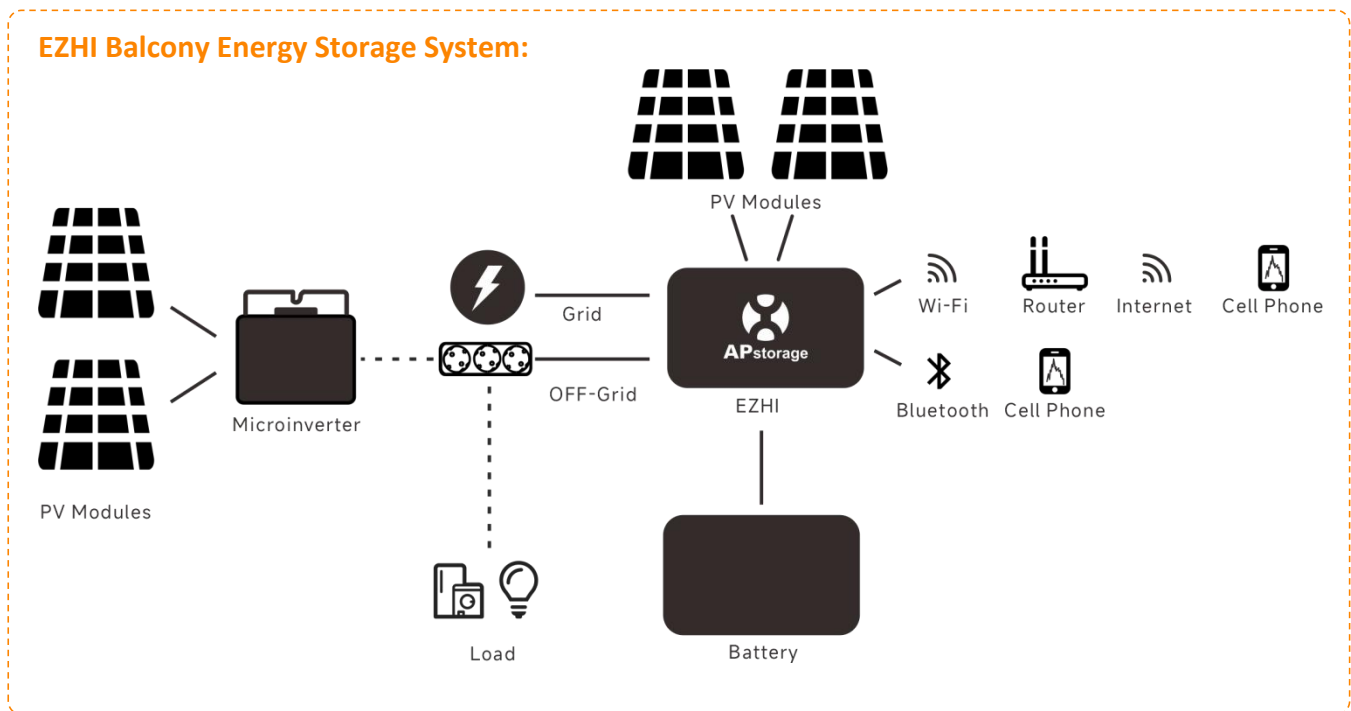 EZHI Balcony Energy Storage System:
PV Modules
Grid
Wi-Fi
Router
Internet
Cell Phone
APstorage
OFF-Grid
EZHI
Bluetooth
Cell Phone
Microinverter
PV Modules
Load
Battery